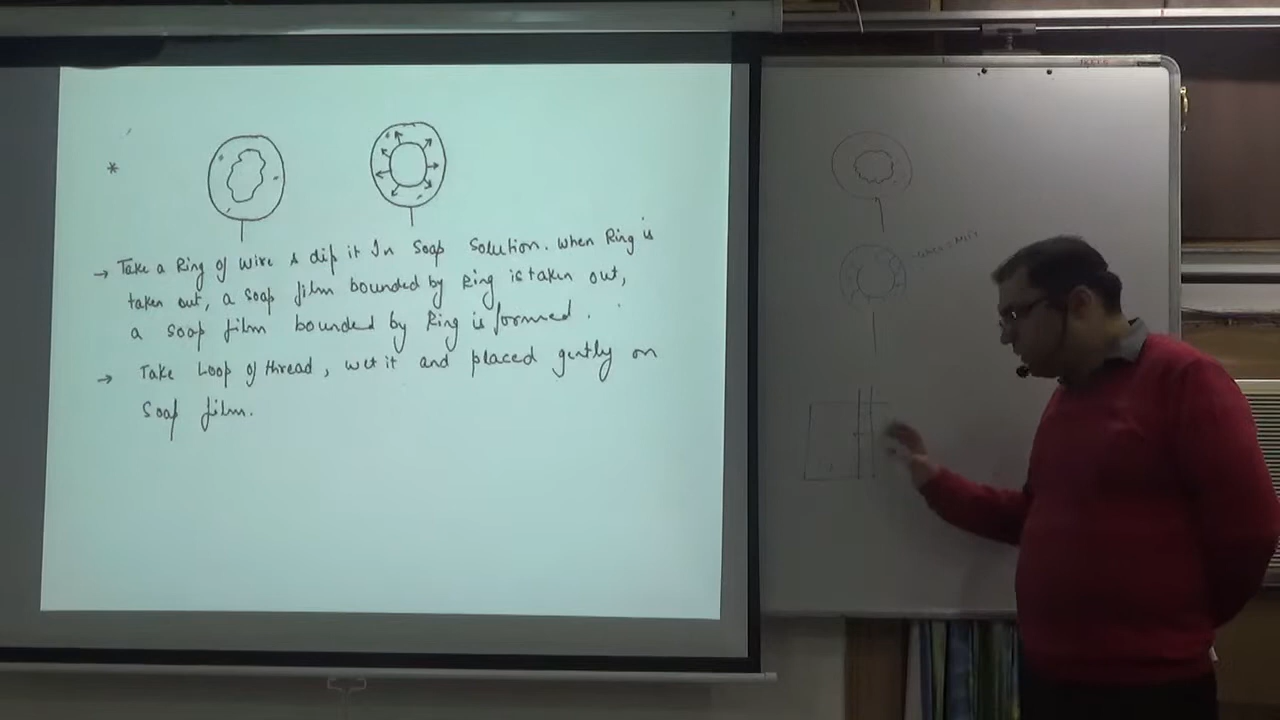 *
→ Take a Ring of wire & dip it In Soap Solution. When Ring is
taken out, a soap film bounded by Ring is taken out,
a soap film bounded by Ring is formed.
→ Take Loop of thread, wet it and placed gently on
soap film.